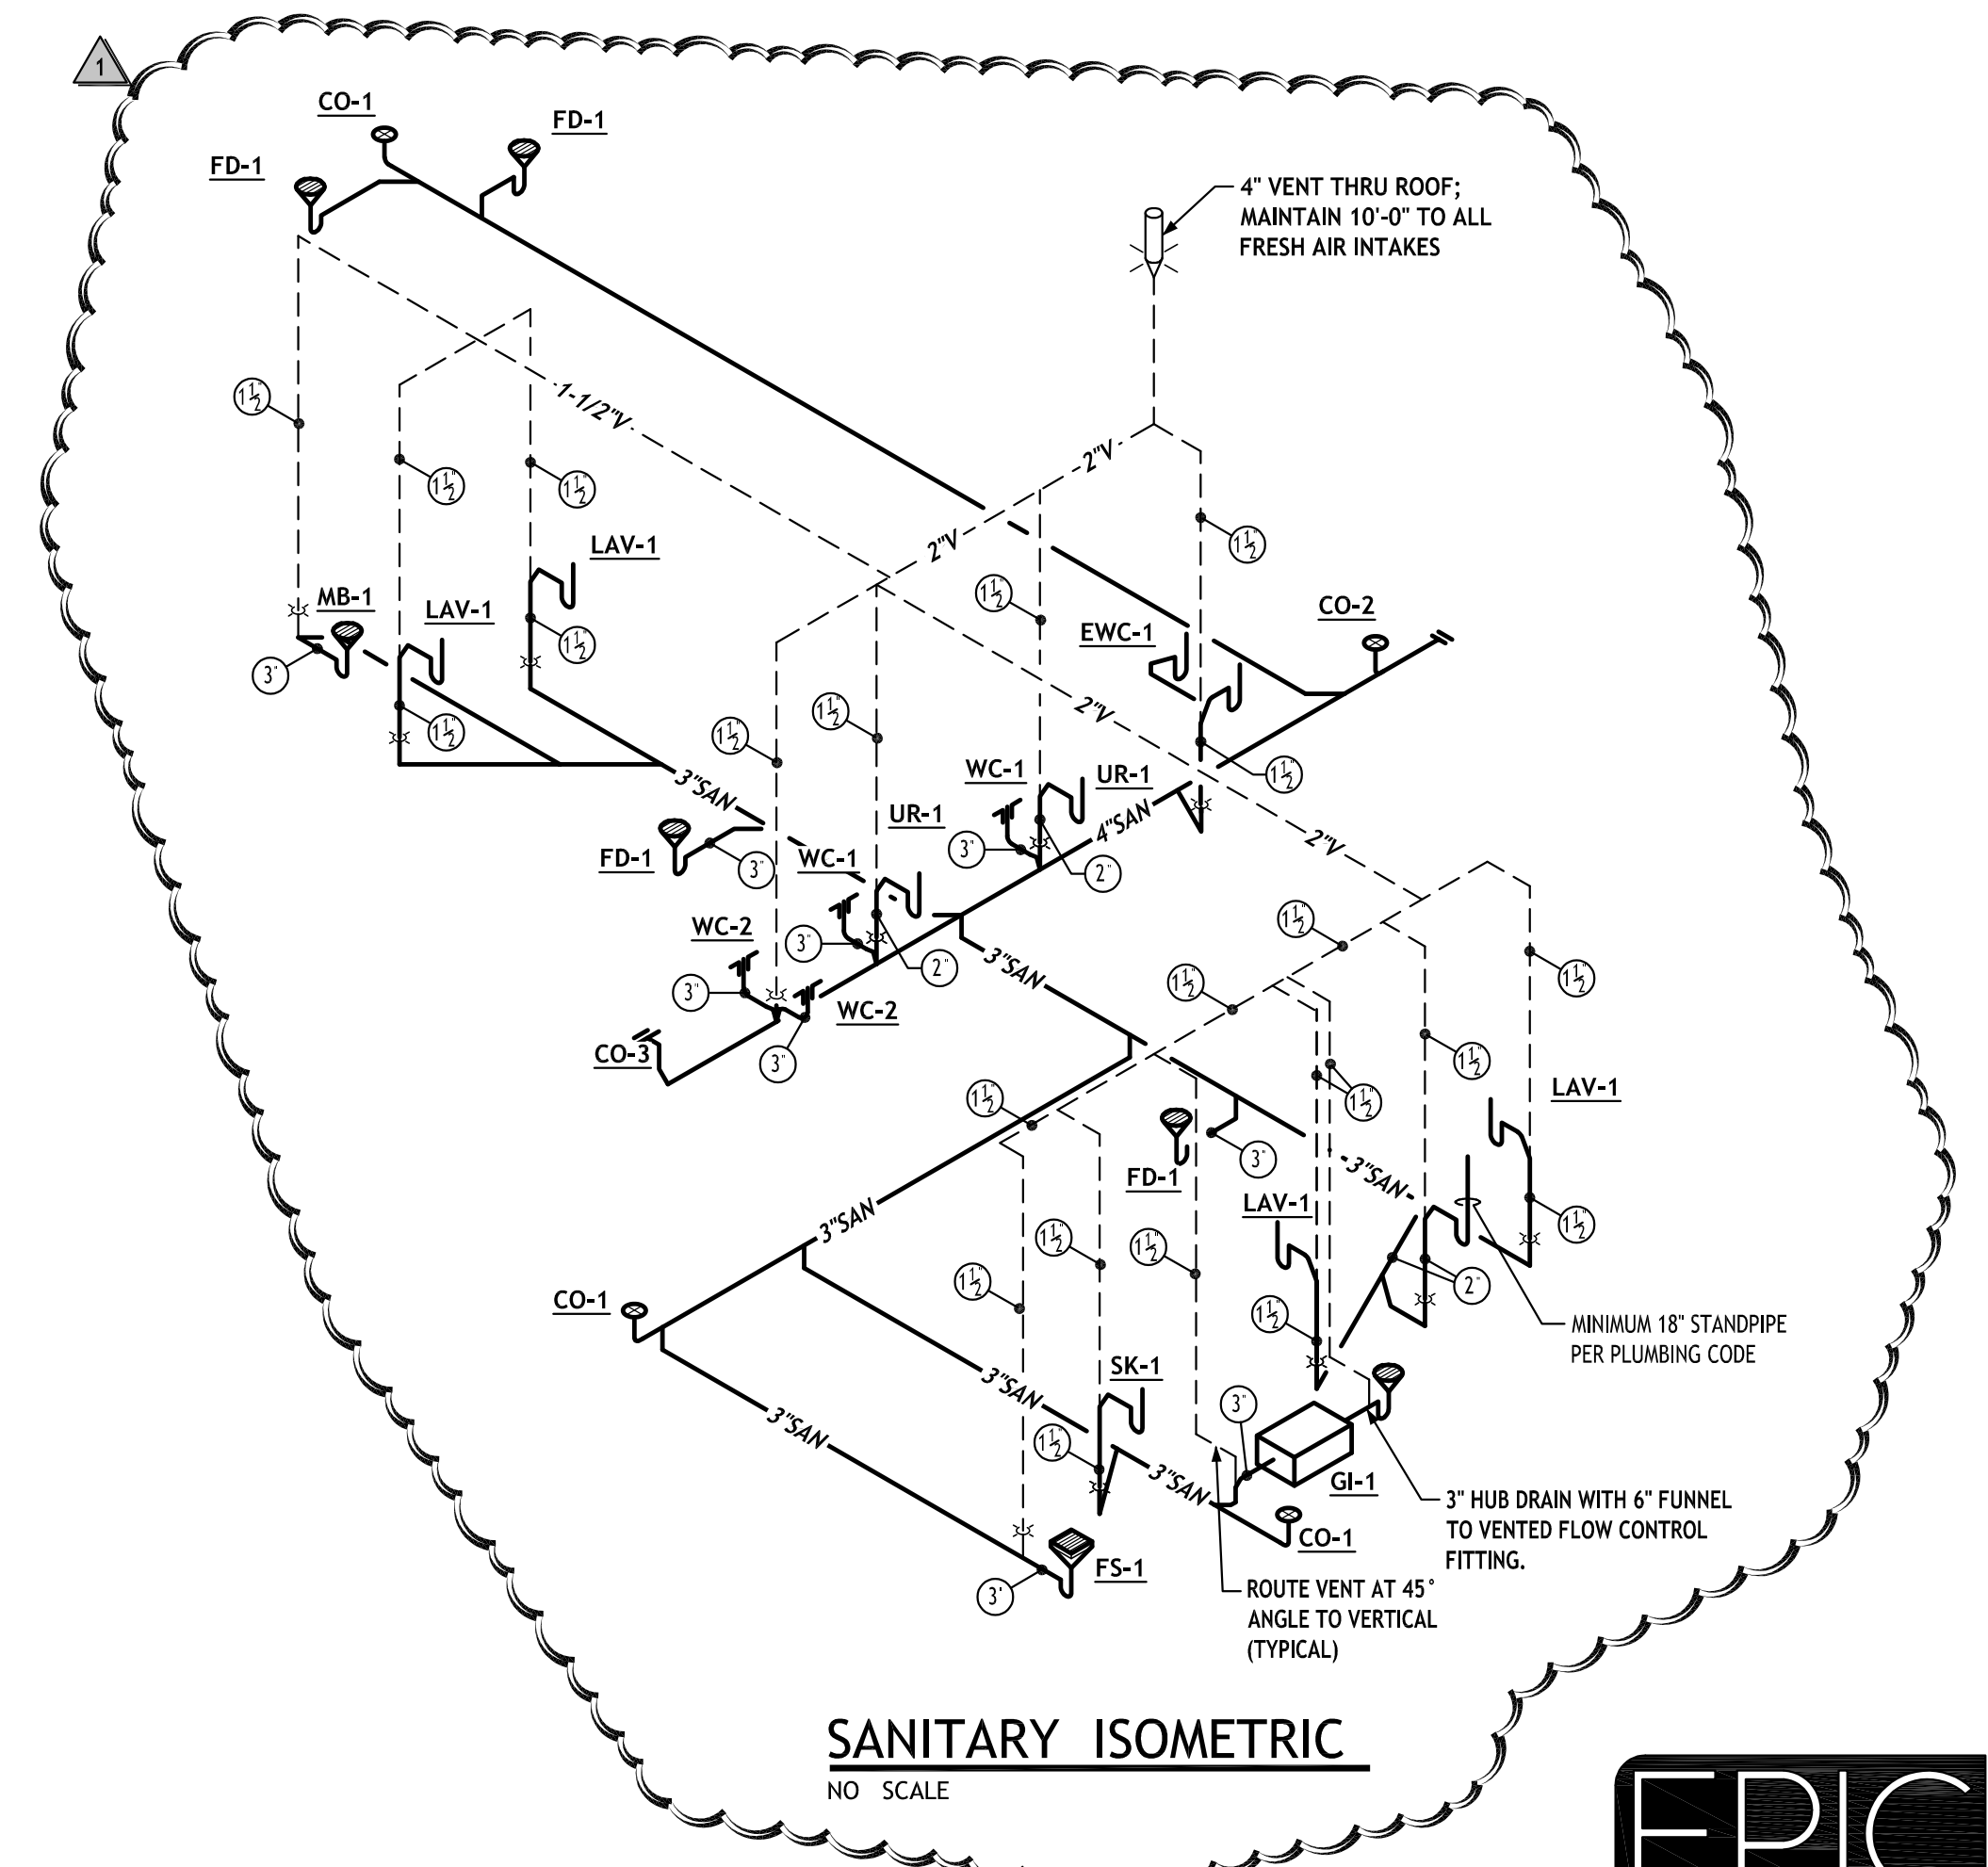 1
CO-1
FD-1
FD-1
4" VENT THRU ROOF;
MAINTAIN 10'-0" TO ALL
FRESH AIR INTAKES
1½"
1-1/2"V
2"V
1½"
1½"
2"V
1½"
LAV-1
MB-1
LAV-1
1½"
CO-2
EWC-1
1½"
3"
1½"
2"V
1½"
1½"
3"SAN
WC-1
UR-1
1½"
UR-1
4"SAN
2"V
FD-1
3"
WC-1
3"
2"
WC-2
3"
2"
1½"
3"SAN
3"
WC-2
1½"
1½"
CO-3
3"
1½"
1½"
1½"
LAV-1
FD-1
3"
3"SAN
LAV-1
3"SAN
1½"
1½"
1½"
1½"
2"
CO-1
1½"
MINIMUM 18" STANDPIPE
PER PLUMBING CODE
SK-1
3"SAN
3"SAN
3"
1½"
3"SAN
GI-1
3" HUB DRAIN WITH 6" FUNNEL
TO VENTED FLOW CONTROL
FITTING.
CO-1
FS-1
3'
ROUTE VENT AT 45°
ANGLE TO VERTICAL
(TYPICAL)
SANITARY ISOMETRIC
NO SCALE
EPIC